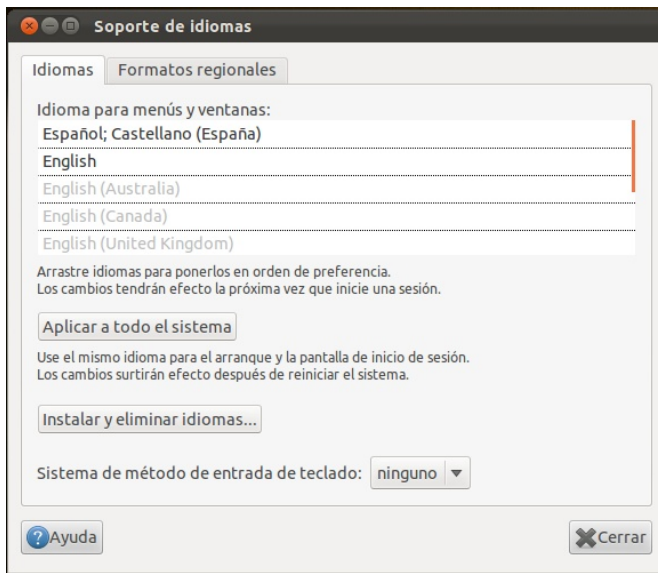 Soporte de idiomas
Idiomas
Formatos regionales
Idioma para menús y ventanas:
Español; Castellano (España)
English
English (Australia)
English (Canada)
English (United Kingdom)
Arrastre idiomas para ponerlos en orden de preferencia.
Los cambios tendrán efecto la próxima vez que inicie una sesión.
Aplicar a todo el sistema
Use el mismo idioma para el arranque y la pantalla de inicio de sesión.
Los cambios surtirán efecto después de reiniciar el sistema.
Instalar y eliminar idiomas...
Sistema de método de entrada de teclado: ninguno
Ayuda
Cerrar